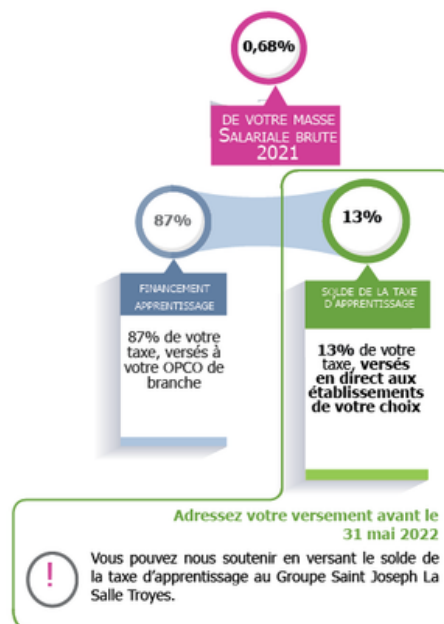 0,68%
DE VOTRE MASSE
SALARIALE BRUTE
2021
87%
FINANCEMENT
APPRENTISSAGE
87% de votre
taxe, versés à
votre OPCO de
branche
13%
SOLDE DE LA TAXE
D'APPRENTISSAGE
13% de votre
taxe, versés
en direct aux
établissements
de votre choix
Adressez votre versement avant le
31 mai 2022
!
Vous pouvez nous soutenir en versant le solde de
la taxe d'apprentissage au Groupe Saint Joseph La
Salle Troyes.